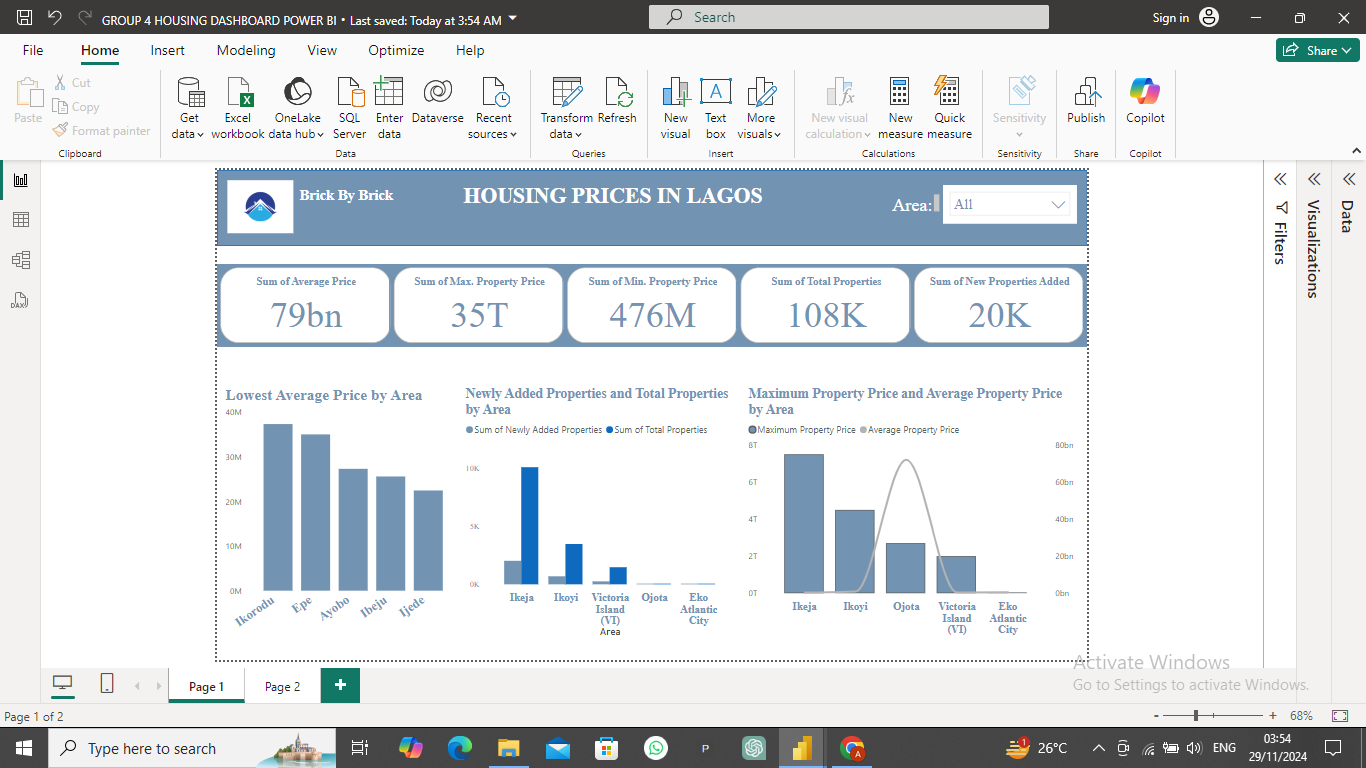 GROUP 4 HOUSING DASHBOARD POWER BI • Last saved: Today at 3:54 AM
Search
Sign in
File Home Insert Modeling View Optimize Help
Share
Paste
Cut
Copy
Format painter
Clipboard
Get data
Excel workbook
OneLake data hub
SQL Server
Enter data
Dataverse
Recent sources
Data
Transform data
Refresh
Queries
New visual
Text box
More visuals
Insert
New visual calculation
New measure
Quick measure
Calculations
Sensitivity
Sensitivity
Publish
Share
Copilot
Copilot
Brick By Brick
HOUSING PRICES IN LAGOS
Area:
All
Sum of Average Price
79bn
Sum of Max. Property Price
35T
Sum of Min. Property Price
476M
Sum of Total Properties
108K
Sum of New Properties Added
20K
Lowest Average Price by Area
40M
30M
20M
10M
0M
Ikorodu
Epe
Ayobo
Ibeju
Ijede
Newly Added Properties and Total Properties
by Area
Sum of Newly Added Properties Sum of Total Properties
10K
5K
0K
Ikeja
Ikoyi
Victoria
Island
(VI)
Ojota
Eko
Atlantic
City
Area
Maximum Property Price and Average Property Price
by Area
Maximum Property Price Average Property Price
8T
6T
4T
2T
0T
80bn
60bn
40bn
20bn
0bn
Ikeja
Ikoyi
Ojota
Victoria
Island
(VI)
Eko
Atlantic
City
Filters
Visualizations
Data
DAX
Activate Windows
Go to Settings to activate Windows.
Page 1
Page 2
+
Page 1 of 2
- + 68%
Type here to search
26°C
ENG
03:54
29/11/2024